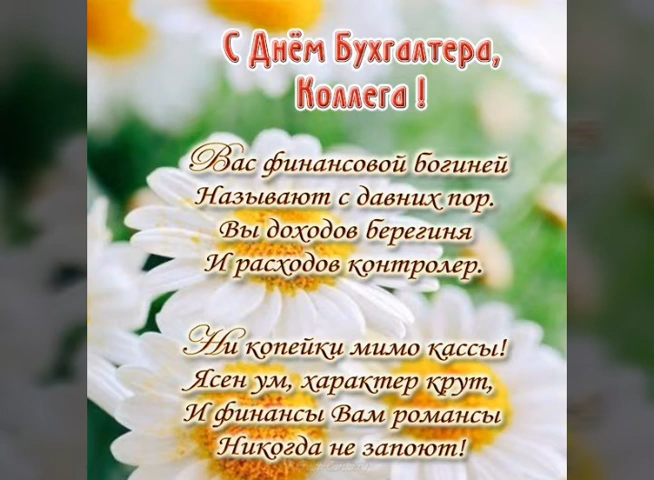 С Днём Бухгалтера,
Коллега !
Вас финансовой богиней
Называют с давних пор.
Вы доходов берегиня
И расходов контролер.
Ни копейки мимо кассы!
Ясен ум, характер крут,
И финансы Вам романсы
Никогда не запоют!